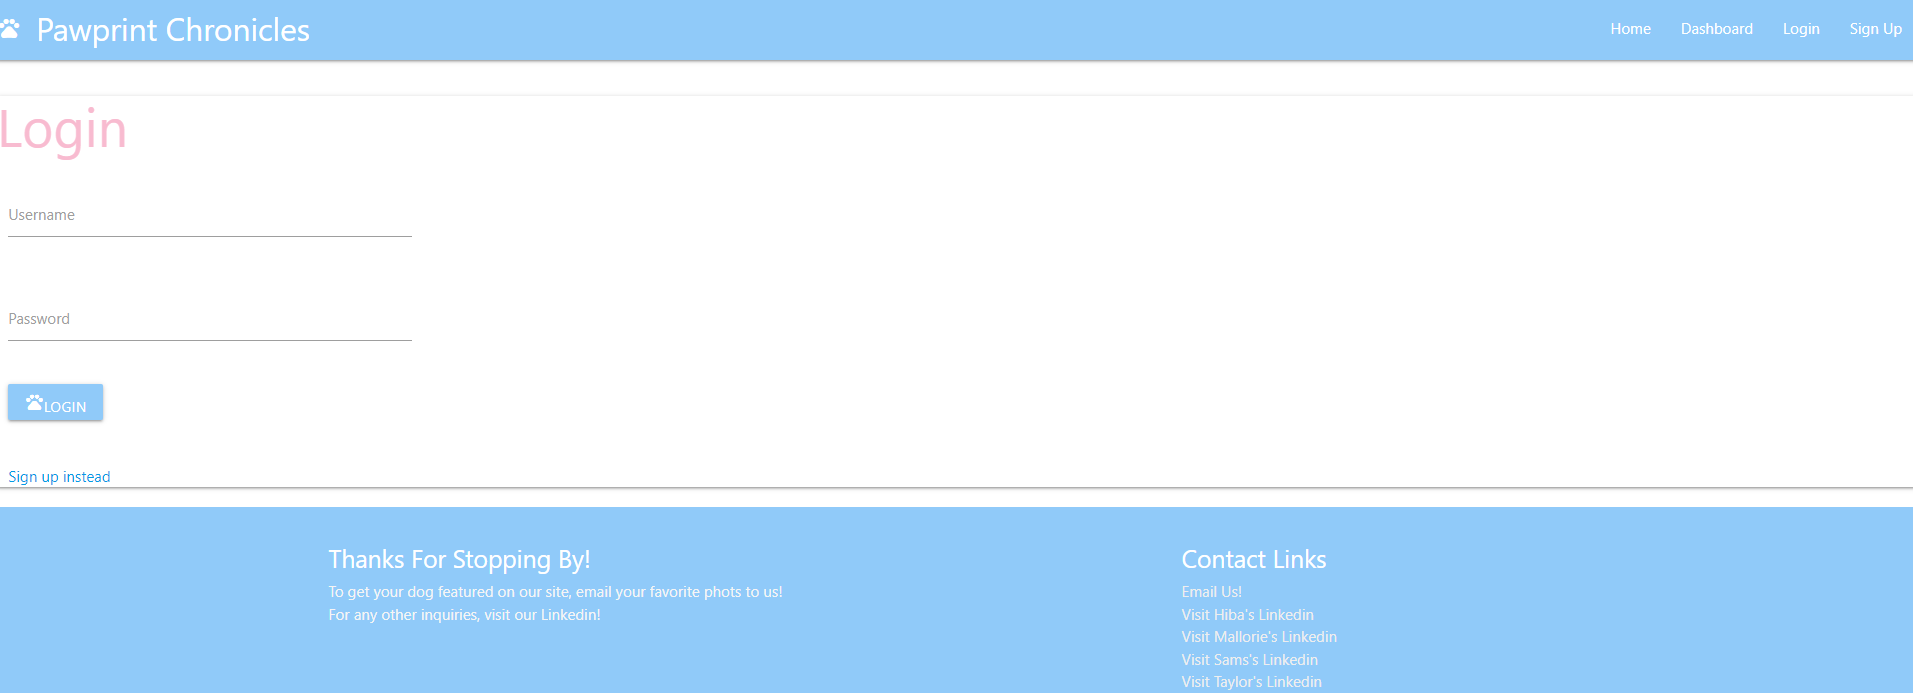 Pawprint Chronicles
Home
Dashboard
Login
Sign Up
Login
Username
Password
LOGIN
Sign up instead
Thanks For Stopping By!
To get your dog featured on our site, email your favorite phots to us!
For any other inquiries, visit our Linkedin!
Contact Links
Email Us!
Visit Hiba's Linkedin
Visit Mallorie's Linkedin
Visit Sams's Linkedin
Visit Taylor's Linkedin